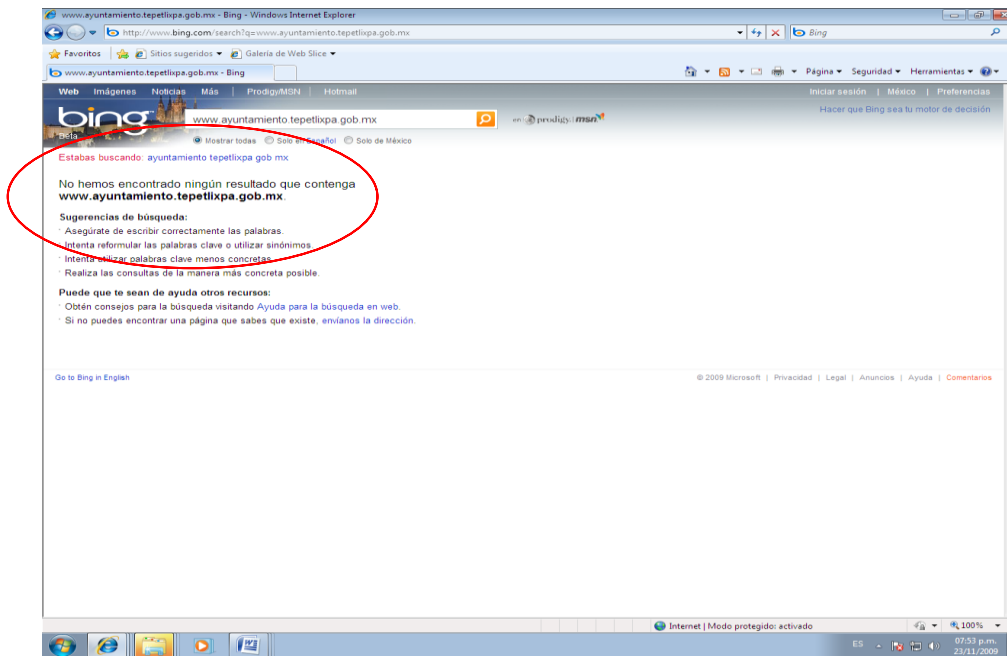 www.ayuntamiento.tepetlixpa.gob.mx - Bing - Windows Internet Explorer
http://www.bing.com/search?q=www.ayuntamiento.tepetlixpa.gob.mx
Bing
Favoritos Sitios sugeridos Galería de Web Slice
www.ayuntamiento.tepetlixpa.gob.mx - Bing
Página Seguridad Herramientas
Web Imágenes Noticias Más | Prodigy/MSN | Hotmail
Iniciar sesión | México | Preferencias
bing
Beta
www.ayuntamiento.tepetlixpa.gob.mx
en: prodigy. msn
Hacer que Bing sea tu motor de decisión
Mostrar todas Solo en Español Solo de México
Estabas buscando: ayuntamiento tepetlixpa gob mx
No hemos encontrado ningún resultado que contenga
www.ayuntamiento.tepetlixpa.gob.mx.
Sugerencias de búsqueda:
· Asegúrate de escribir correctamente las palabras.
· Intenta reformular las palabras clave o utilizar sinónimos.
· Intenta utilizar palabras clave menos concretas.
· Realiza las consultas de la manera más concreta posible.
Puede que te sean de ayuda otros recursos:
· Obtén consejos para la búsqueda visitando Ayuda para la búsqueda en web.
· Si no puedes encontrar una página que sabes que existe, envíanos la dirección.
Go to Bing in English
© 2009 Microsoft | Privacidad | Legal | Anuncios | Ayuda | Comentarios
Internet | Modo protegido: activado
100%
ES
07:53 p.m.
23/11/2009